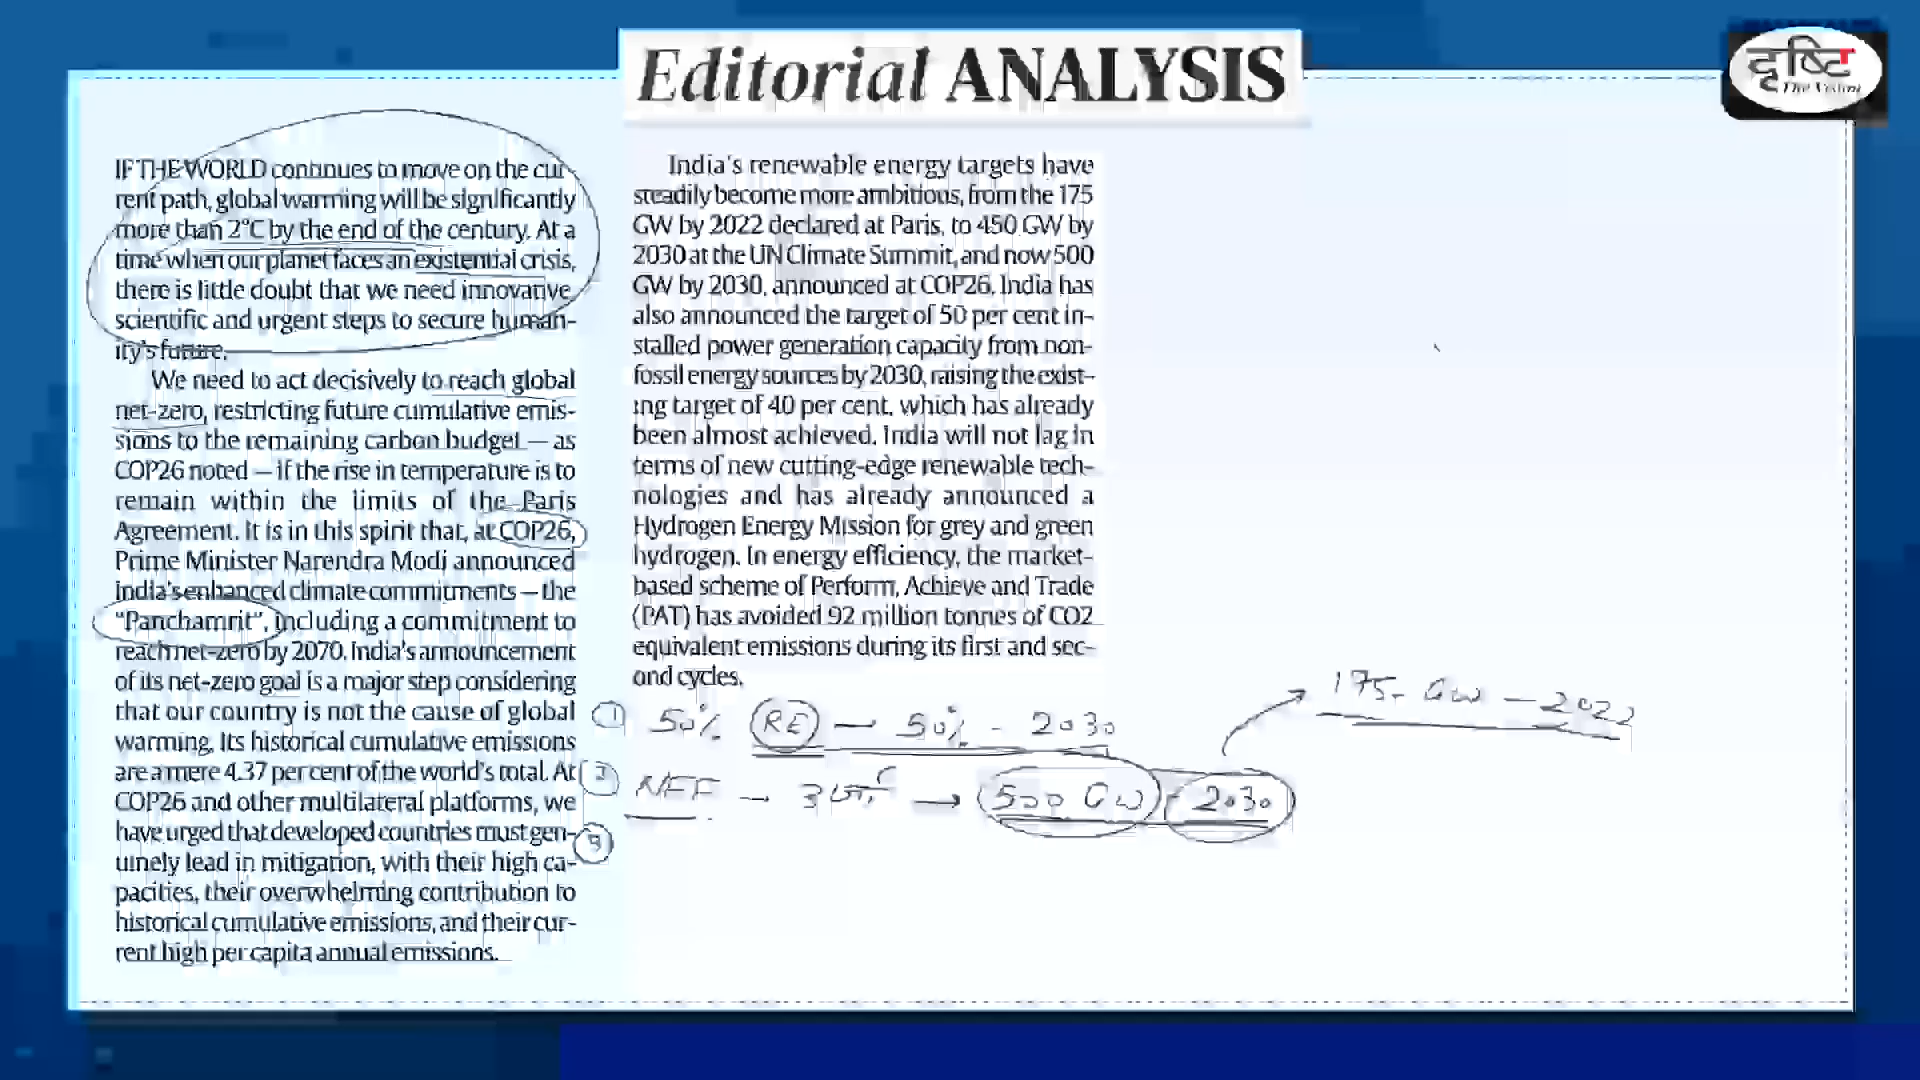 Editorial ANALYSIS
दृष्टि
The Vision
IF THE WORLD continues to move on the cur-
rent path, global warming will be significantly
more than 2°C by the end of the century. At a
time when our planet faces an existential crisis,
there is little doubt that we need innovative
scientific and urgent steps to secure human-
ity's future.
We need to act decisively to reach global
net-zero, restricting future cumulative emis-
sions to the remaining carbon budget — as
COP26 noted — if the rise in temperature is to
remain within the limits of the Paris
Agreement. It is in this spirit that, at COP26,
Prime Minister Narendra Modi announced
India's enhanced climate commitments — the
"Panchamrit", including a commitment to
reach net-zero by 2070. India's announcement
of its net-zero goal is a major step considering
that our country is not the cause of global
warming. Its historical cumulative emissions
are a mere 4.37 per cent of the world's total. At
COP26 and other multilateral platforms, we
have urged that developed countries must gen-
uinely lead in mitigation, with their high ca-
pacities, their overwhelming contribution to
historical cumulative emissions, and their cur-
rent high per capita annual emissions.
India's renewable energy targets have
steadily become more ambitious, from the 175
GW by 2022 declared at Paris, to 450 GW by
2030 at the UN Climate Summit, and now 500
GW by 2030, announced at COP26. India has
also announced the target of 50 per cent in-
stalled power generation capacity from non-
fossil energy sources by 2030, raising the exist-
ing target of 40 per cent, which has already
been almost achieved. India will not lag in
terms of new cutting-edge renewable tech-
nologies and has already announced a
Hydrogen Energy Mission for grey and green
hydrogen. In energy efficiency, the market-
based scheme of Perform, Achieve and Trade
(PAT) has avoided 92 million tonnes of CO2
equivalent emissions during its first and sec-
ond cycles.
175 GW — 2022
1 50% RE — 50% - 2030
2 NFF → 500 GW - 2030
3